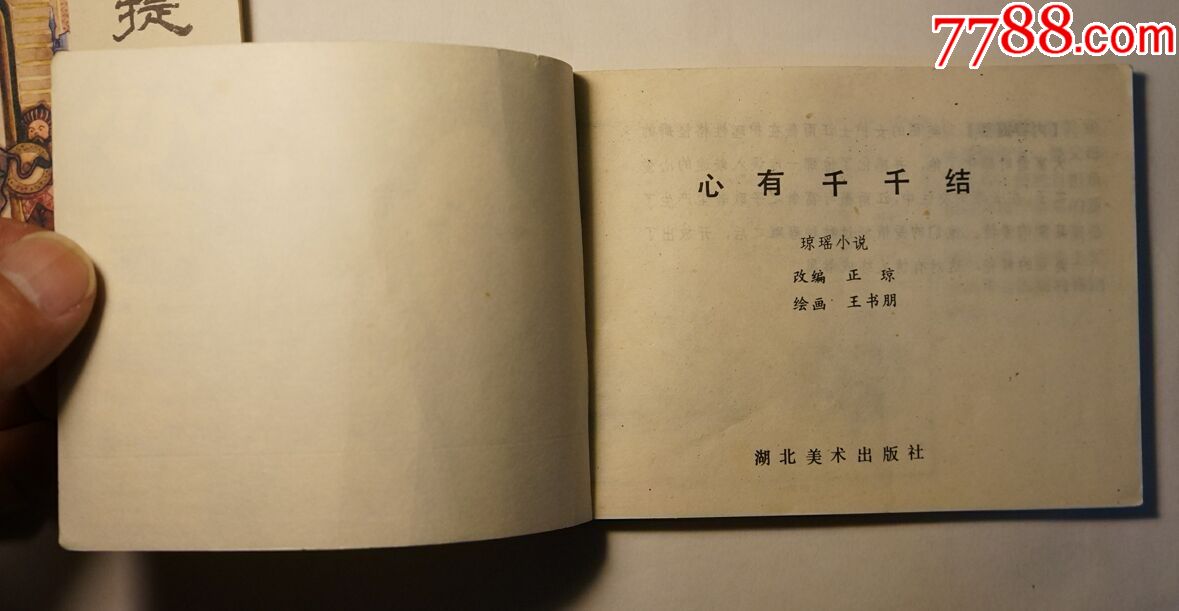 提
7788.com
心有千千结
琼瑶小说
改编 正琼
绘画 王书朋
湖北美术出版社